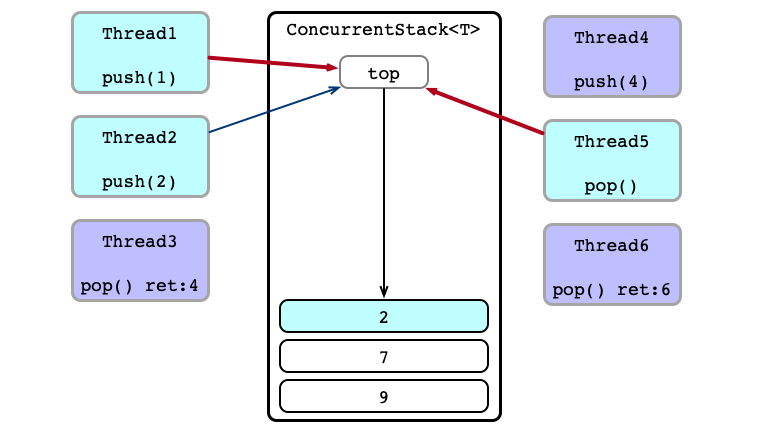 Thread1
push(1)
Thread2
push(2)
Thread3
pop() ret:4
ConcurrentStack<T>
top
2
7
9
Thread4
push(4)
Thread5
pop()
Thread6
pop() ret:6